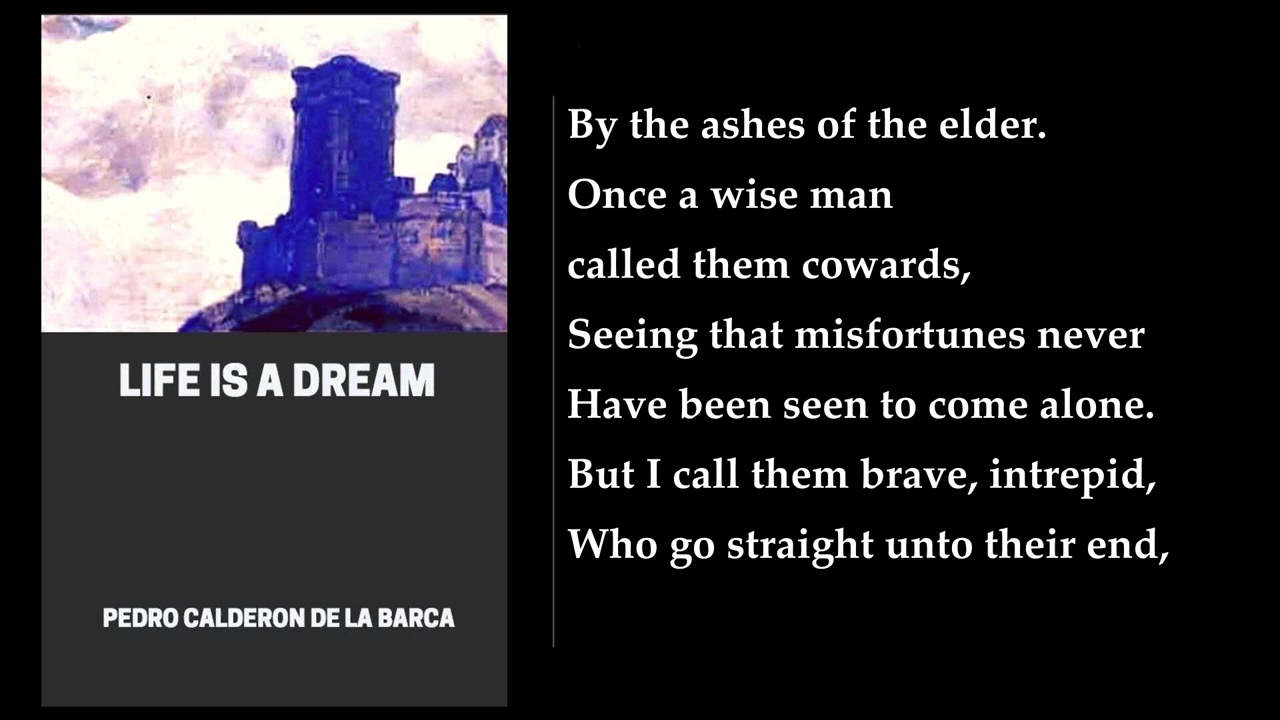 LIFE IS A DREAM
PEDRO CALDERON DE LA BARCA
By the ashes of the elder.
Once a wise man
called them cowards,
Seeing that misfortunes never
Have been seen to come alone.
But I call them brave, intrepid,
Who go straight unto their end,